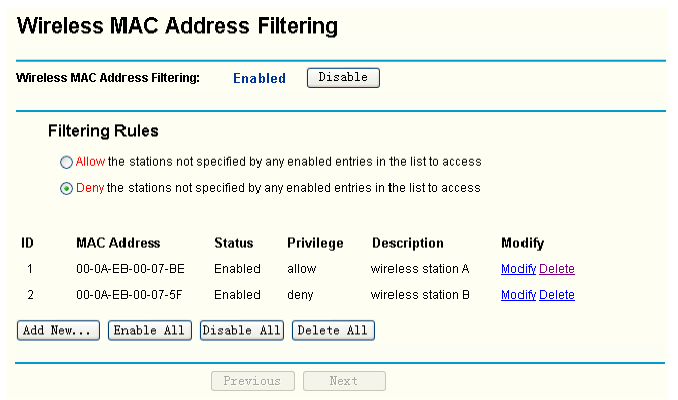 Wireless MAC Address Filtering
Wireless MAC Address Filtering: Enabled Disable
Filtering Rules
Allow the stations not specified by any enabled entries in the list to access
Deny the stations not specified by any enabled entries in the list to access
ID MAC Address Status Privilege Description Modify
1 00-0A-EB-00-07-BE Enabled allow wireless station A Modify Delete
2 00-0A-EB-00-07-5F Enabled deny wireless station B Modify Delete
Add New... Enable All Disable All Delete All
Previous Next